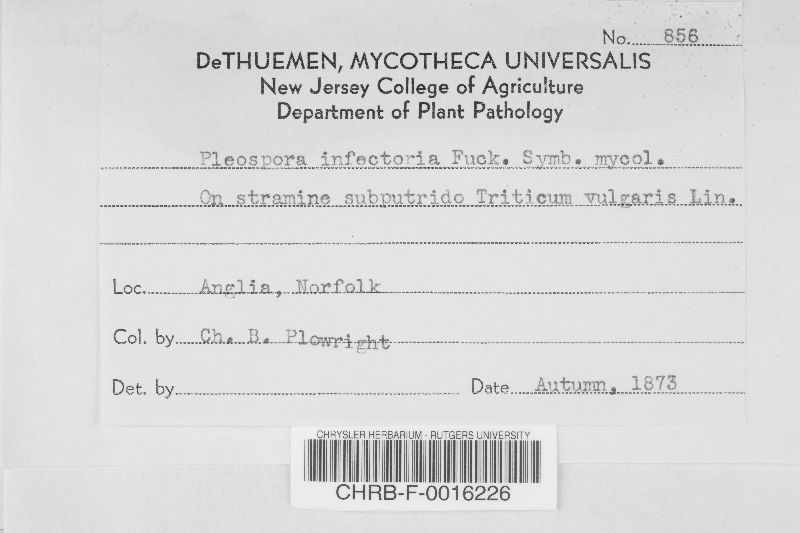 No. 856
DeTHUEMEN, MYCOTHECA UNIVERSALIS
New Jersey College of Agriculture
Department of Plant Pathology
Pleospora infectoria Fuck. Symb. mycol.
On stramine subputrido Triticum vulgaris Lin.
Loc. Anglia, Norfolk
Col. by Ch. B. Plowright
Det. by
Date Autumn, 1873
CHRYSLER HERBARIUM - RUTGERS UNIVERSITY
CHRB-F-0016226